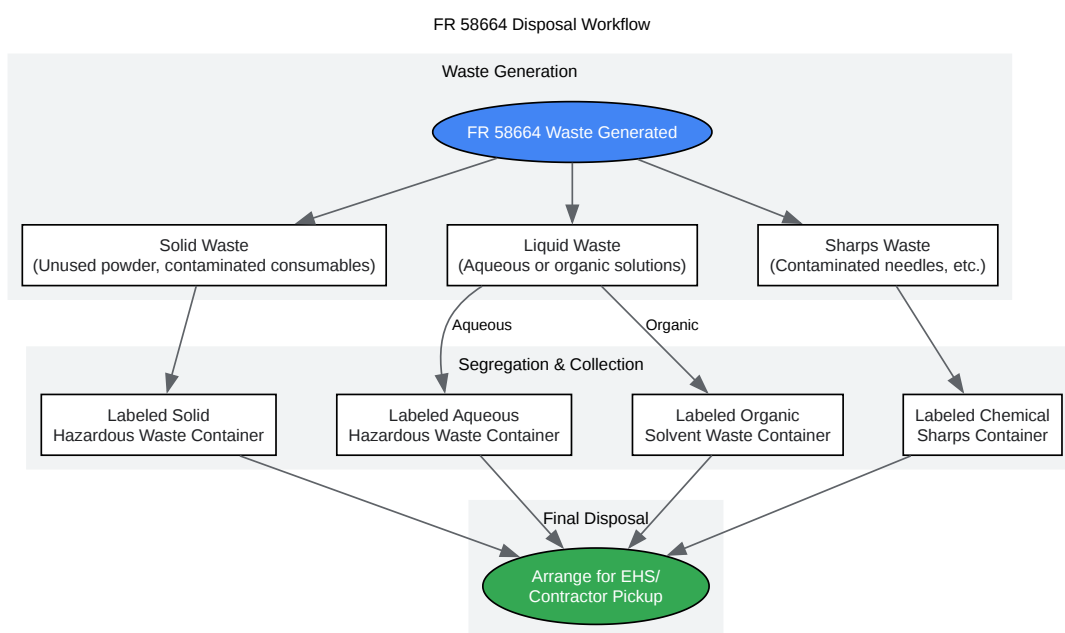 FR 58664 Disposal Workflow
Waste Generation
FR 58664 Waste Generated
Solid Waste
(Unused powder, contaminated consumables)
Liquid Waste
(Aqueous or organic solutions)
Sharps Waste
(Contaminated needles, etc.)
Aqueous
Organic
Segregation & Collection
Labeled Solid
Hazardous Waste Container
Labeled Aqueous
Hazardous Waste Container
Labeled Organic
Solvent Waste Container
Labeled Chemical
Sharps Container
Final Disposal
Arrange for EHS/
Contractor Pickup